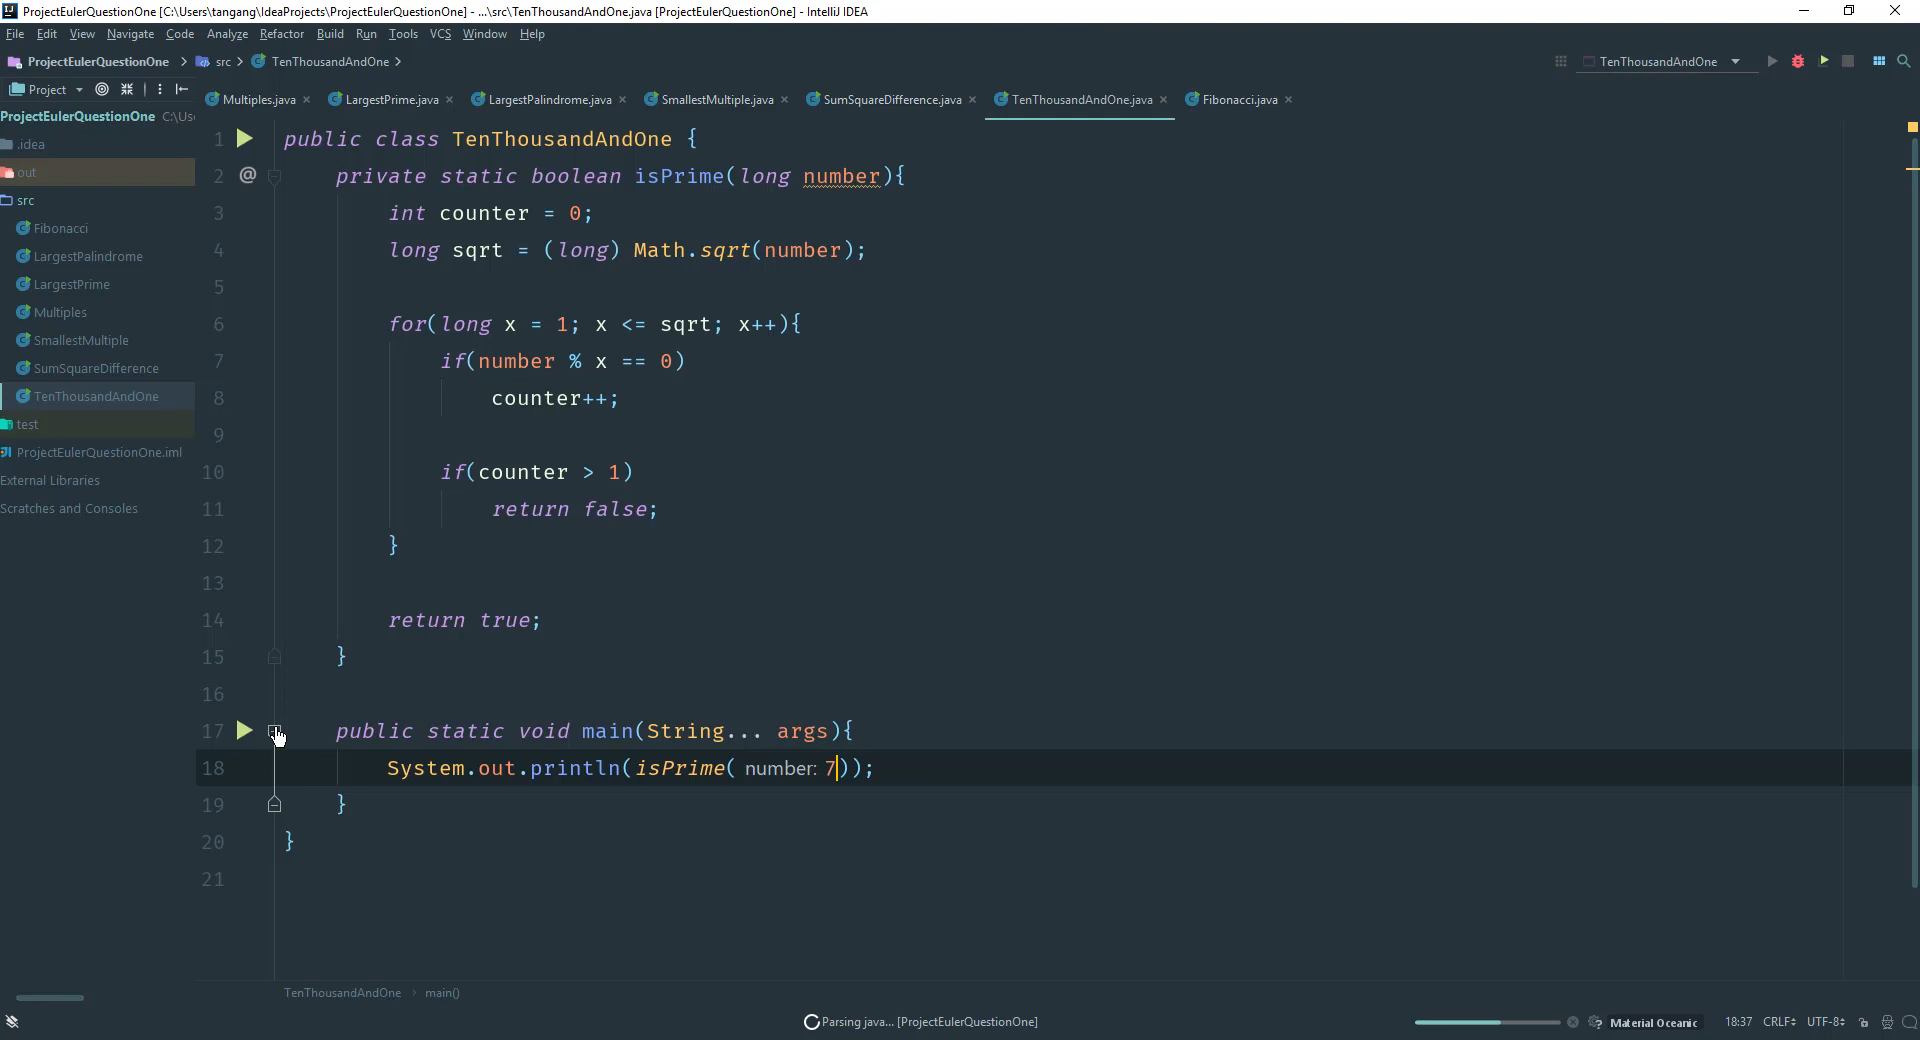 ProjectEulerQuestionOne [C:\Users\tangang\IdeaProjects\ProjectEulerQuestionOne] - ...\src\TenThousandAndOne.java [ProjectEulerQuestionOne] - IntelliJ IDEA
File Edit View Navigate Code Analyze Refactor Build Run Tools VCS Window Help
ProjectEulerQuestionOne src TenThousandAndOne TenThousandAndOne
Project Multiples.java LargestPrime.java LargestPalindrome.java SmallestMultiple.java SumSquareDifference.java TenThousandAndOne.java Fibonacci.java
ProjectEulerQuestionOne C:\Us
.idea
out
src
Fibonacci
LargestPalindrome
LargestPrime
Multiples
SmallestMultiple
SumSquareDifference
TenThousandAndOne
test
ProjectEulerQuestionOne.iml
External Libraries
Scratches and Consoles
1 public class TenThousandAndOne {
2 @ private static boolean isPrime(long number){
3 int counter = 0;
4 long sqrt = (long) Math.sqrt(number);
5
6 for(long x = 1; x <= sqrt; x++){
7 if(number % x == 0)
8 counter++;
9
10 if(counter > 1)
11 return false;
12 }
13
14 return true;
15 }
16
17 public static void main(String... args){
18 System.out.println(isPrime( number: 7));
19 }
20 }
21
TenThousandAndOne main()
Parsing java... [ProjectEulerQuestionOne] Material Oceanic 18:37 CRLF UTF-8